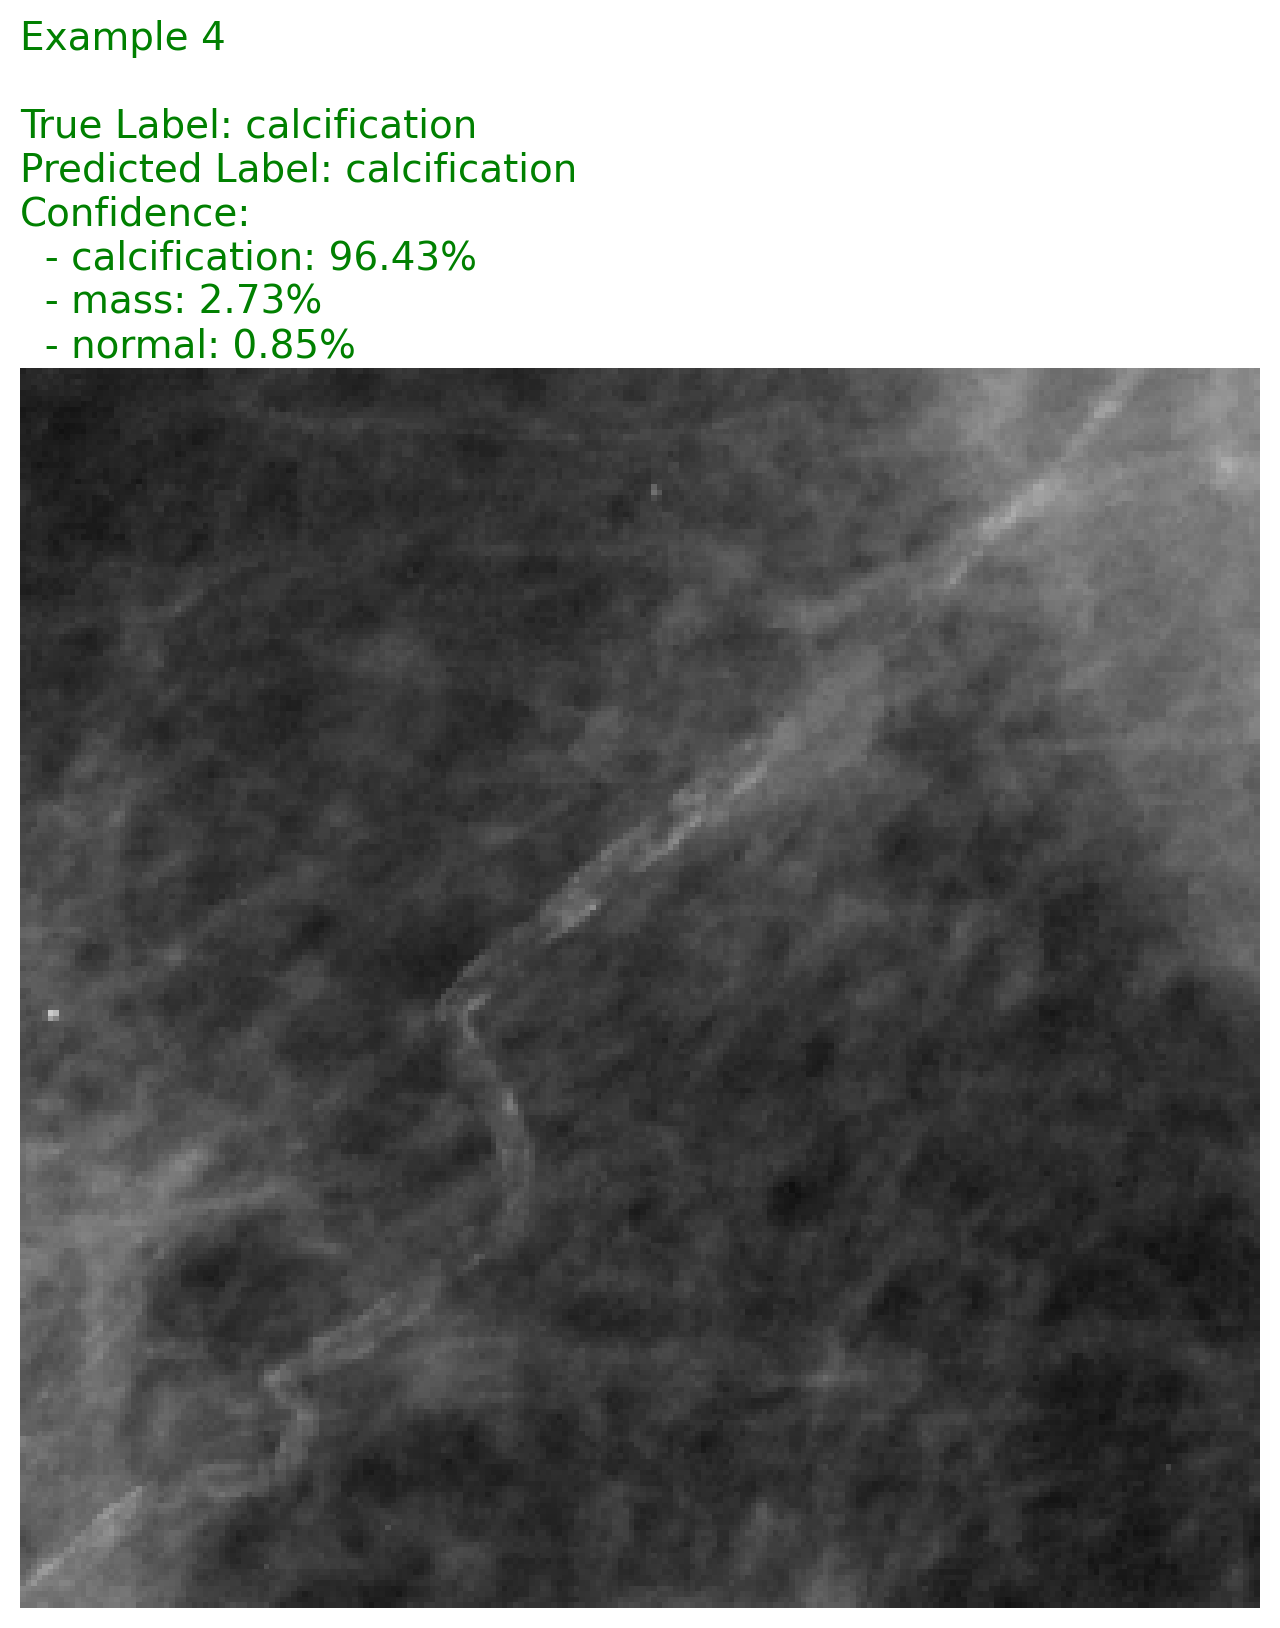 Example 4
True Label: calcification
Predicted Label: calcification
Confidence:
- calcification: 96.43%
- mass: 2.73%
- normal: 0.85%